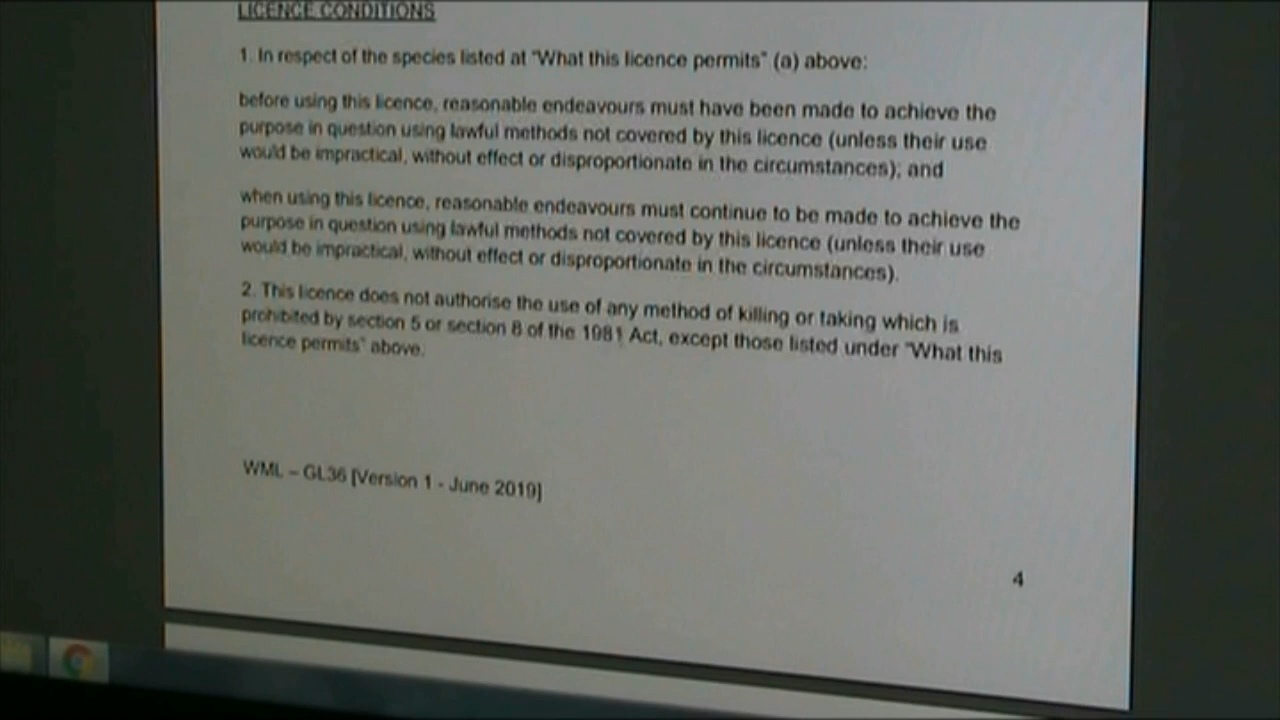 LICENCE CONDITIONS
1. In respect of the species listed at "What this licence permits" (a) above:
before using this licence, reasonable endeavours must have been made to achieve the
purpose in question using lawful methods not covered by this licence (unless their use
would be impractical, without effect or disproportionate in the circumstances); and
when using this licence, reasonable endeavours must continue to be made to achieve the
purpose in question using lawful methods not covered by this licence (unless their use
would be impractical, without effect or disproportionate in the circumstances).
2. This licence does not authorise the use of any method of killing or taking which is
prohibited by section 5 or section 8 of the 1981 Act, except those listed under "What this
licence permits" above.
WML – GL36 [Version 1 - June 2019]
4